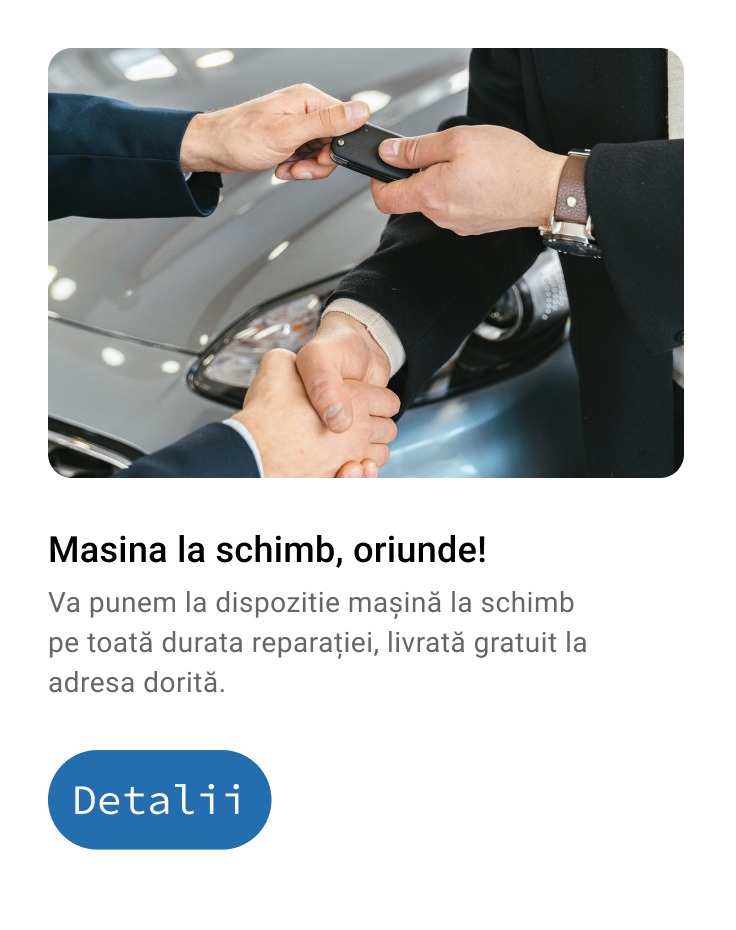 Masina la schimb, oriunde!
Va punem la dispozitie mașină la schimb
pe toată durata reparației, livrată gratuit la
adresa dorită.
Detalii